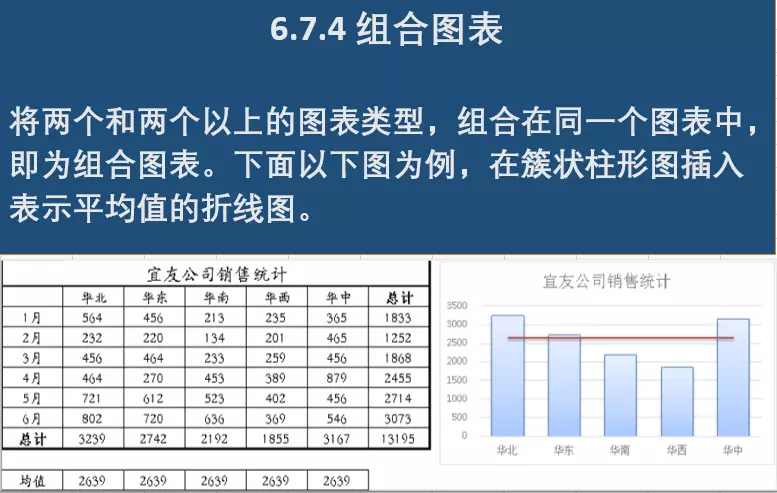 6.7.4 组合图表
将两个和两个以上的图表类型，组合在同一个图表中，
即为组合图表。下面以下图为例，在簇状柱形图插入
表示平均值的折线图。
宜友公司销售统计
华北 华东 华南 华西 华中 总计
1月 564 456 213 235 365 1833
2月 232 220 134 201 465 1252
3月 456 464 233 259 456 1868
4月 464 270 453 389 879 2455
5月 721 612 523 402 456 2714
6月 802 720 636 369 546 3073
总计 3239 2742 2192 1855 3167 13195
均值 2639 2639 2639 2639 2639
宜友公司销售统计
3500
3000
2500
2000
1500
1000
500
0
华北 华东 华南 华西 华中